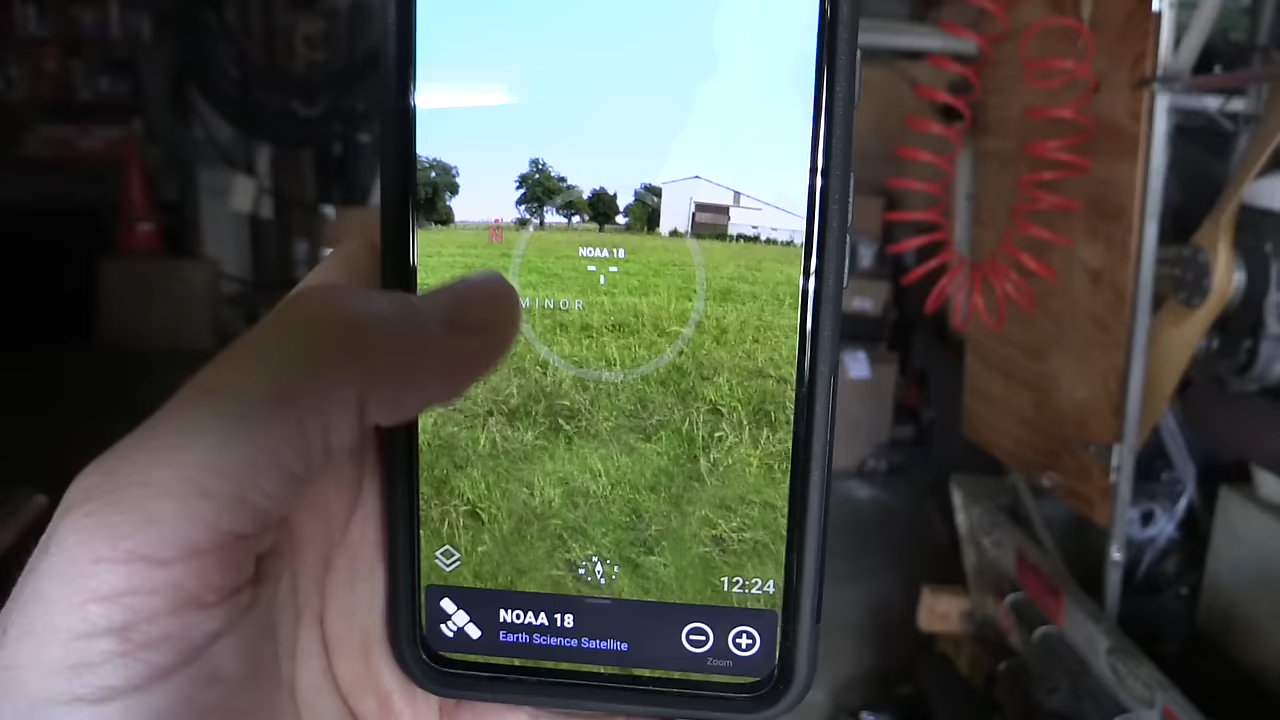 NOAA 18
MINOR
N
W E
S
12:24
NOAA 18
Earth Science Satellite
Zoom